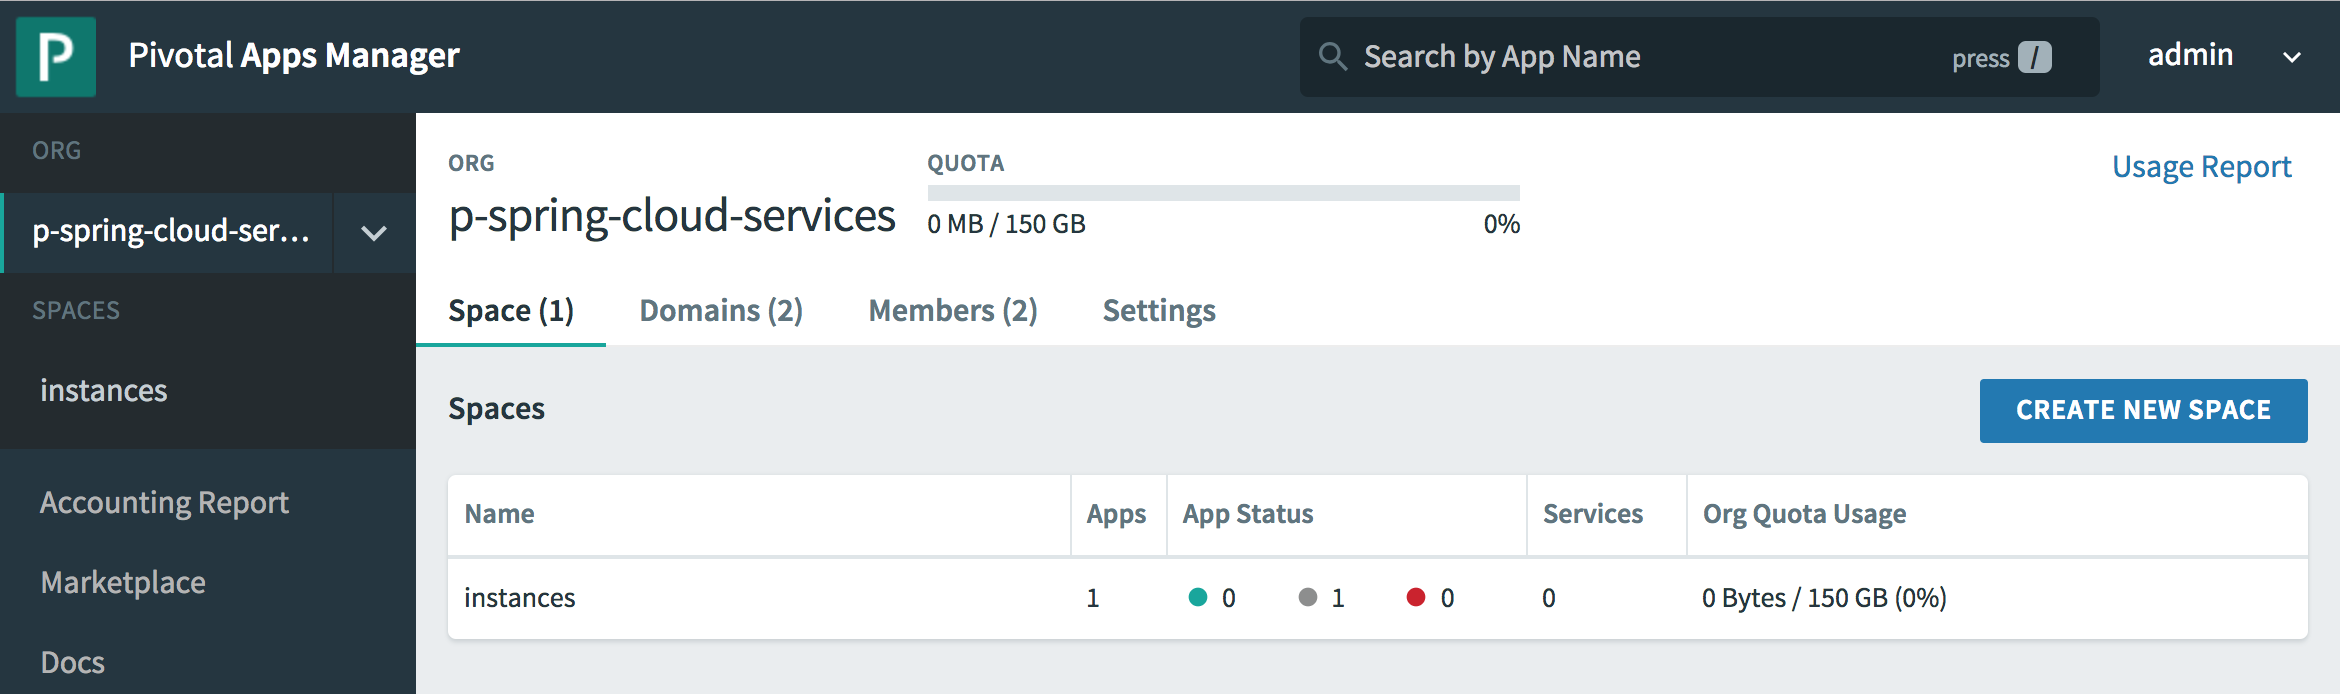 P
Pivotal Apps Manager
Search by App Name
press /
admin
ORG
p-spring-cloud-ser...
SPACES
instances
Accounting Report
Marketplace
Docs
ORG
p-spring-cloud-services
QUOTA
0 MB / 150 GB 0%
Usage Report
Space (1) Domains (2) Members (2) Settings
Spaces
CREATE NEW SPACE
Name Apps App Status Services Org Quota Usage
instances 1 0 1 0 0 0 Bytes / 150 GB (0%)